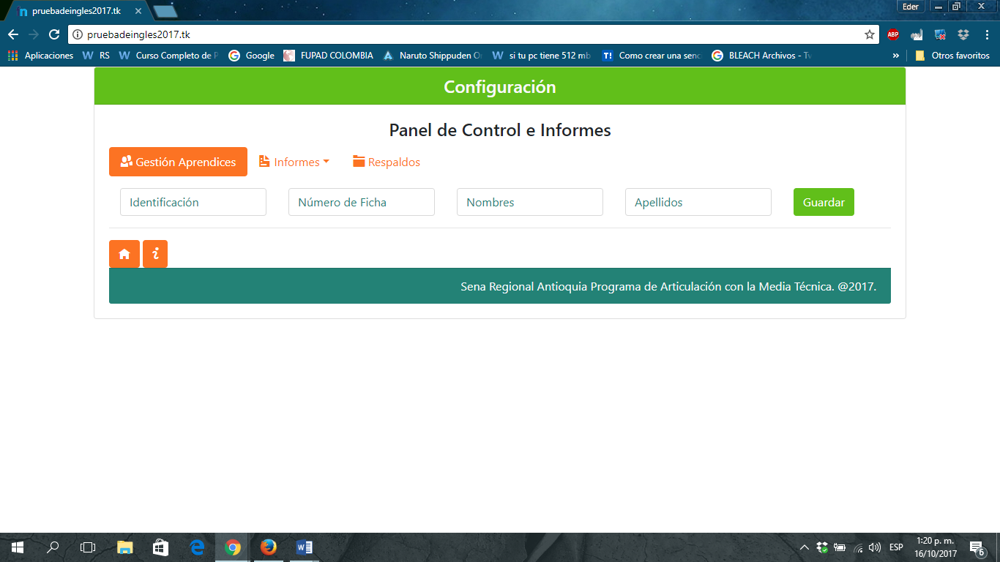 pruebadeingles2017.tk
Eder
pruebadeingles2017.tk
ABP
Aplicaciones RS Curso Completo de P Google FUPAD COLOMBIA Naruto Shippuden O si tu pc tiene 512 mb T! Como crear una senc BLEACH Archivos - Tv » Otros favoritos
Configuración
Panel de Control e Informes
Gestión Aprendices Informes Respaldos
Identificación Número de Ficha Nombres Apellidos Guardar
Sena Regional Antioquia Programa de Articulación con la Media Técnica. @2017.
ESP
1:20 p. m.
16/10/2017
6